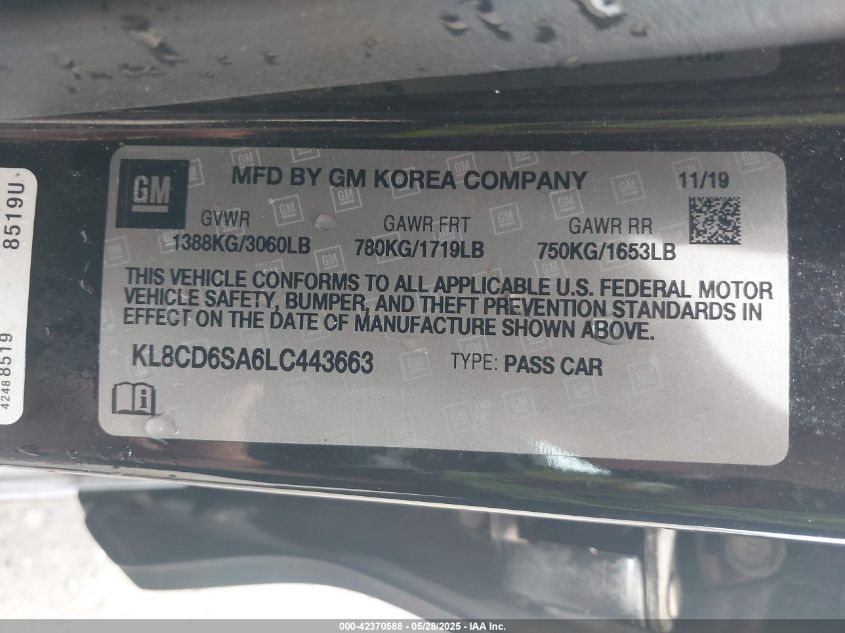 GM
MFD BY GM KOREA COMPANY 11/19
GVWR GAWR FRT GAWR RR
1388KG/3060LB 780KG/1719LB 750KG/1653LB
THIS VEHICLE CONFORMS TO ALL APPLICABLE U.S. FEDERAL MOTOR
VEHICLE SAFETY, BUMPER, AND THEFT PREVENTION STANDARDS IN
EFFECT ON THE DATE OF MANUFACTURE SHOWN ABOVE.
KL8CD6SA6LC443663 TYPE: PASS CAR
8519U
42488519
000-42370588 - 05/28/2025 - IAA Inc.